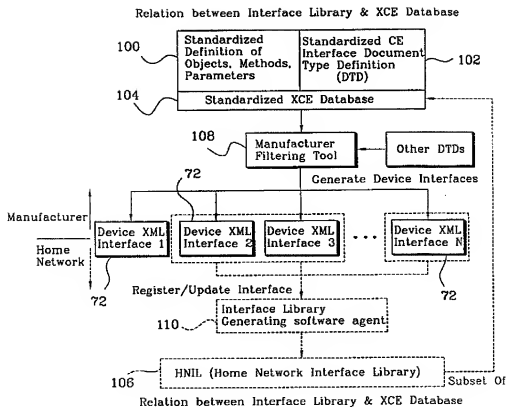 Relation between Interface Library & XCE Database
100
Standardized
Definition of
Objects, Methods,
Parameters
Standardized CE
Interface Document
Type Definition
(DTD)
102
104
Standardized XCE Database
108
Manufacturer
Filtering Tool
Other DTDs
72
Generate Device Interfaces
Manufacturer
Home
Network
Device XML
Interface 1
Device XML
Interface 2
Device XML
Interface 3
Device XML
Interface N
72
72
Register/Update Interface
110
Interface Library
Generating software agent
106
HNIL (Home Network Interface Library)
Subset Of
Relation between Interface Library & XCE Database